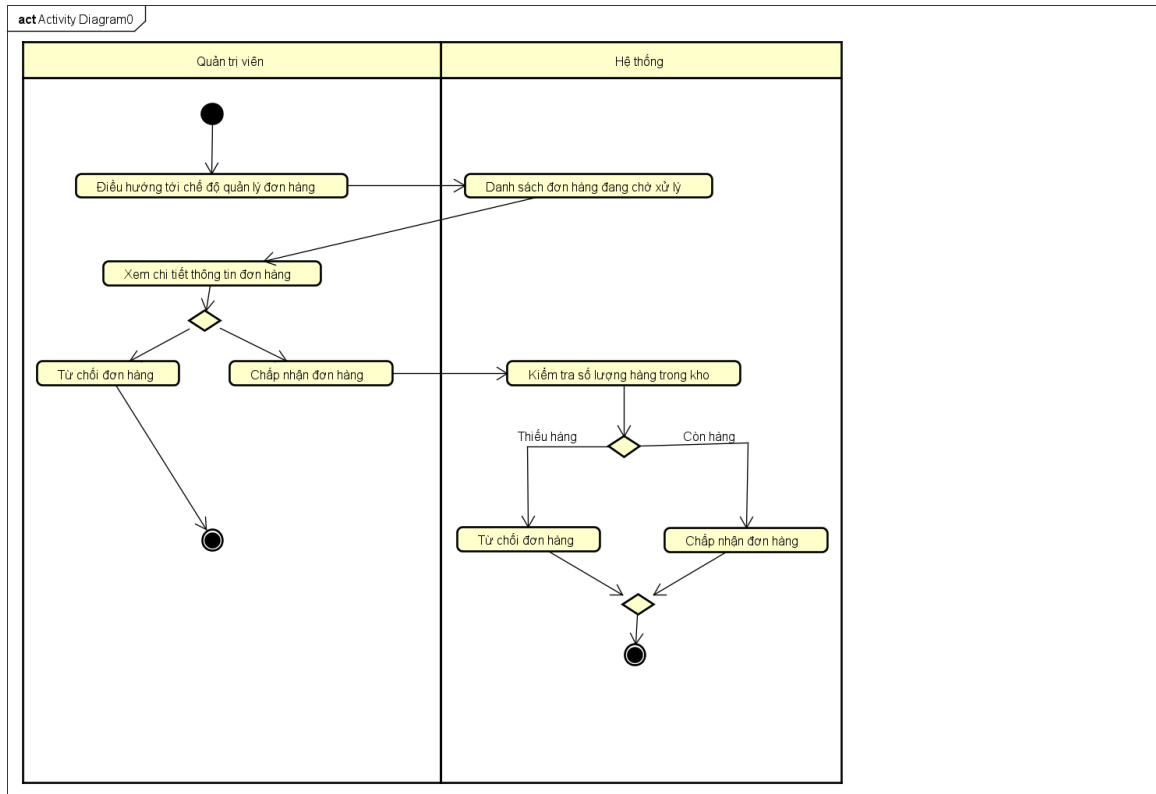 act Activity Diagram0
Quản trị viên
Hệ thống
Điều hướng tới chế độ quản lý đơn hàng
Danh sách đơn hàng đang chờ xử lý
Xem chi tiết thông tin đơn hàng
Từ chối đơn hàng
Chấp nhận đơn hàng
Kiểm tra số lượng hàng trong kho
Thiếu hàng
Còn hàng
Từ chối đơn hàng
Chấp nhận đơn hàng